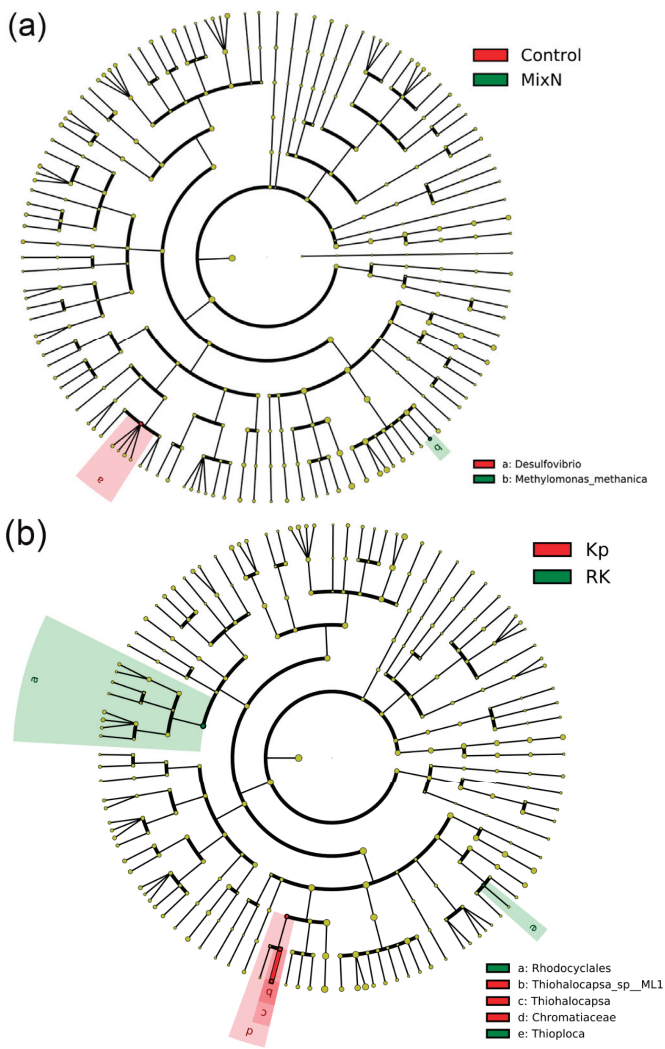 (a)
Control
MixN
a: Desulfovibrio
b: Methylomonas_methanica
a
b
(b)
Kp
RK
a
b
c
d
e
a: Rhodocyclales
b: Thiohalocapsa_sp__ML1
c: Thiohalocapsa
d: Chromatiaceae
e: Thioploca